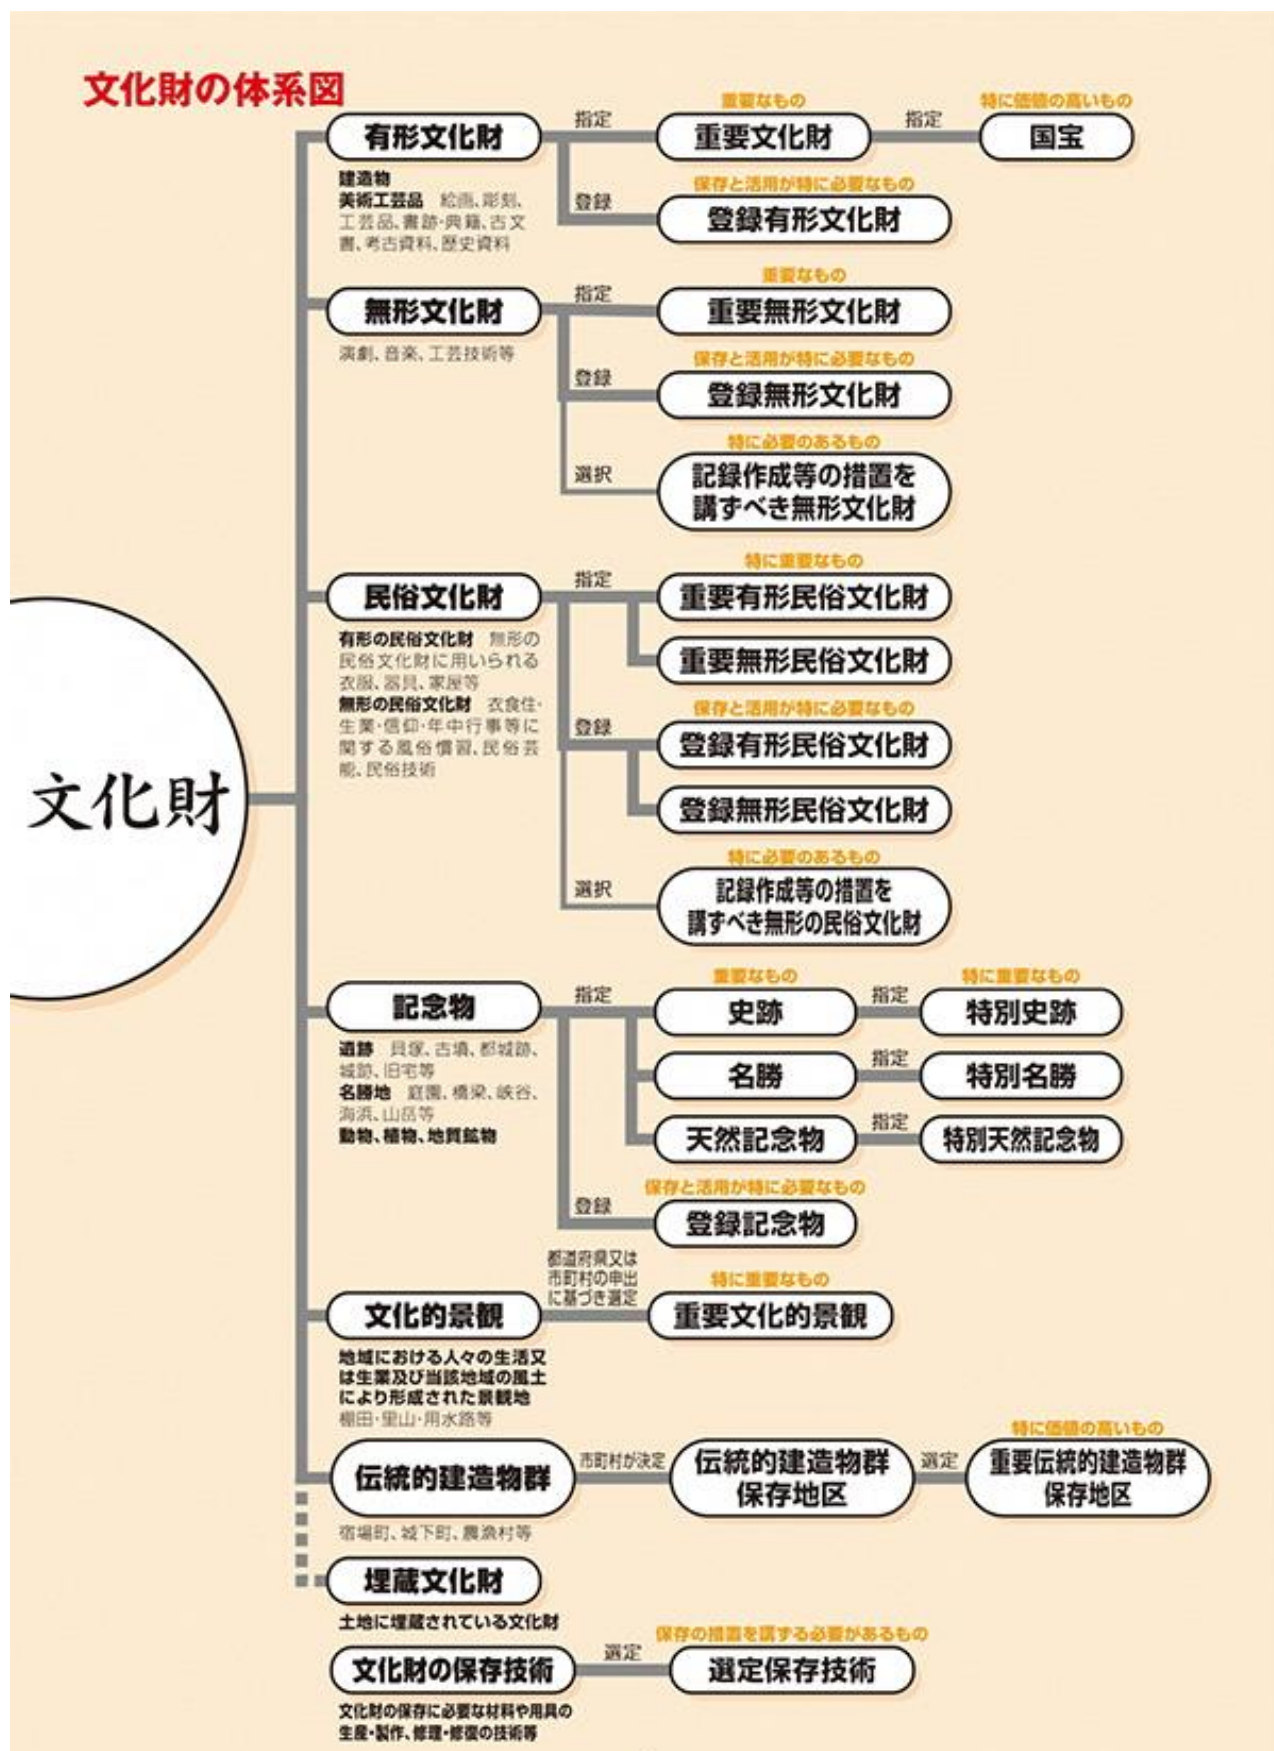 文化財の体系図
文化財
有形文化財
建造物
美術工芸品　絵画、彫刻、
工芸品、書跡・典籍、古文
書、考古資料、歴史資料
指定
重要なもの
重要文化財
指定
特に価値の高いもの
国宝
登録
保存と活用が特に必要なもの
登録有形文化財
無形文化財
演劇、音楽、工芸技術等
指定
重要なもの
重要無形文化財
登録
保存と活用が特に必要なもの
登録無形文化財
選択
特に必要のあるもの
記録作成等の措置を
講ずべき無形文化財
民俗文化財
有形の民俗文化財　無形の
民俗文化財に用いられる
衣服、器具、家屋等
無形の民俗文化財　衣食住・
生業・信仰・年中行事等に
関する風俗慣習、民俗芸
能、民俗技術
指定
特に重要なもの
重要有形民俗文化財
重要無形民俗文化財
登録
保存と活用が特に必要なもの
登録有形民俗文化財
登録無形民俗文化財
選択
特に必要のあるもの
記録作成等の措置を
講ずべき無形の民俗文化財
記念物
遺跡　貝塚、古墳、都城跡、
城跡、旧宅等
名勝地　庭園、橋梁、峡谷、
海浜、山岳等
動物、植物、地質鉱物
指定
重要なもの
史跡
指定
特に重要なもの
特別史跡
名勝
指定
特別名勝
天然記念物
指定
特別天然記念物
登録
保存と活用が特に必要なもの
登録記念物
文化的景観
地域における人々の生活又
は生業及び当該地域の風土
により形成された景観地
棚田・里山・用水路等
都道府県又は
市町村の申出
に基づき選定
特に重要なもの
重要文化的景観
伝統的建造物群
宿場町、城下町、農漁村等
市町村が決定
伝統的建造物群
保存地区
選定
特に価値の高いもの
重要伝統的建造物群
保存地区
埋蔵文化財
土地に埋蔵されている文化財
文化財の保存技術
文化財の保存に必要な材料や用具の
生産・製作、修理・修復の技術等
選定
保存の措置を講ずる必要があるもの
選定保存技術